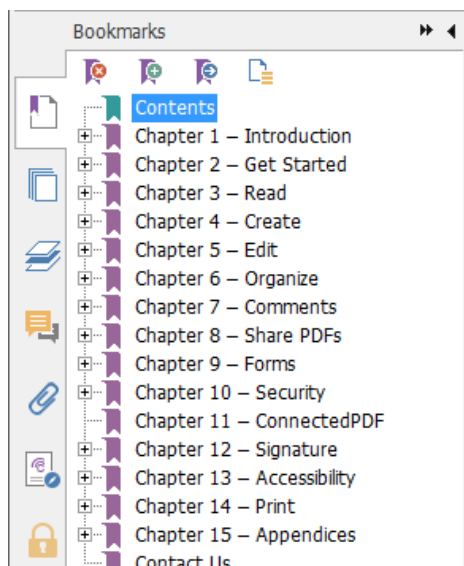 Bookmarks
Contents
Chapter 1 – Introduction
Chapter 2 – Get Started
Chapter 3 – Read
Chapter 4 – Create
Chapter 5 – Edit
Chapter 6 – Organize
Chapter 7 – Comments
Chapter 8 – Share PDFs
Chapter 9 – Forms
Chapter 10 – Security
Chapter 11 – ConnectedPDF
Chapter 12 – Signature
Chapter 13 – Accessibility
Chapter 14 – Print
Chapter 15 – Appendices
Contact Us